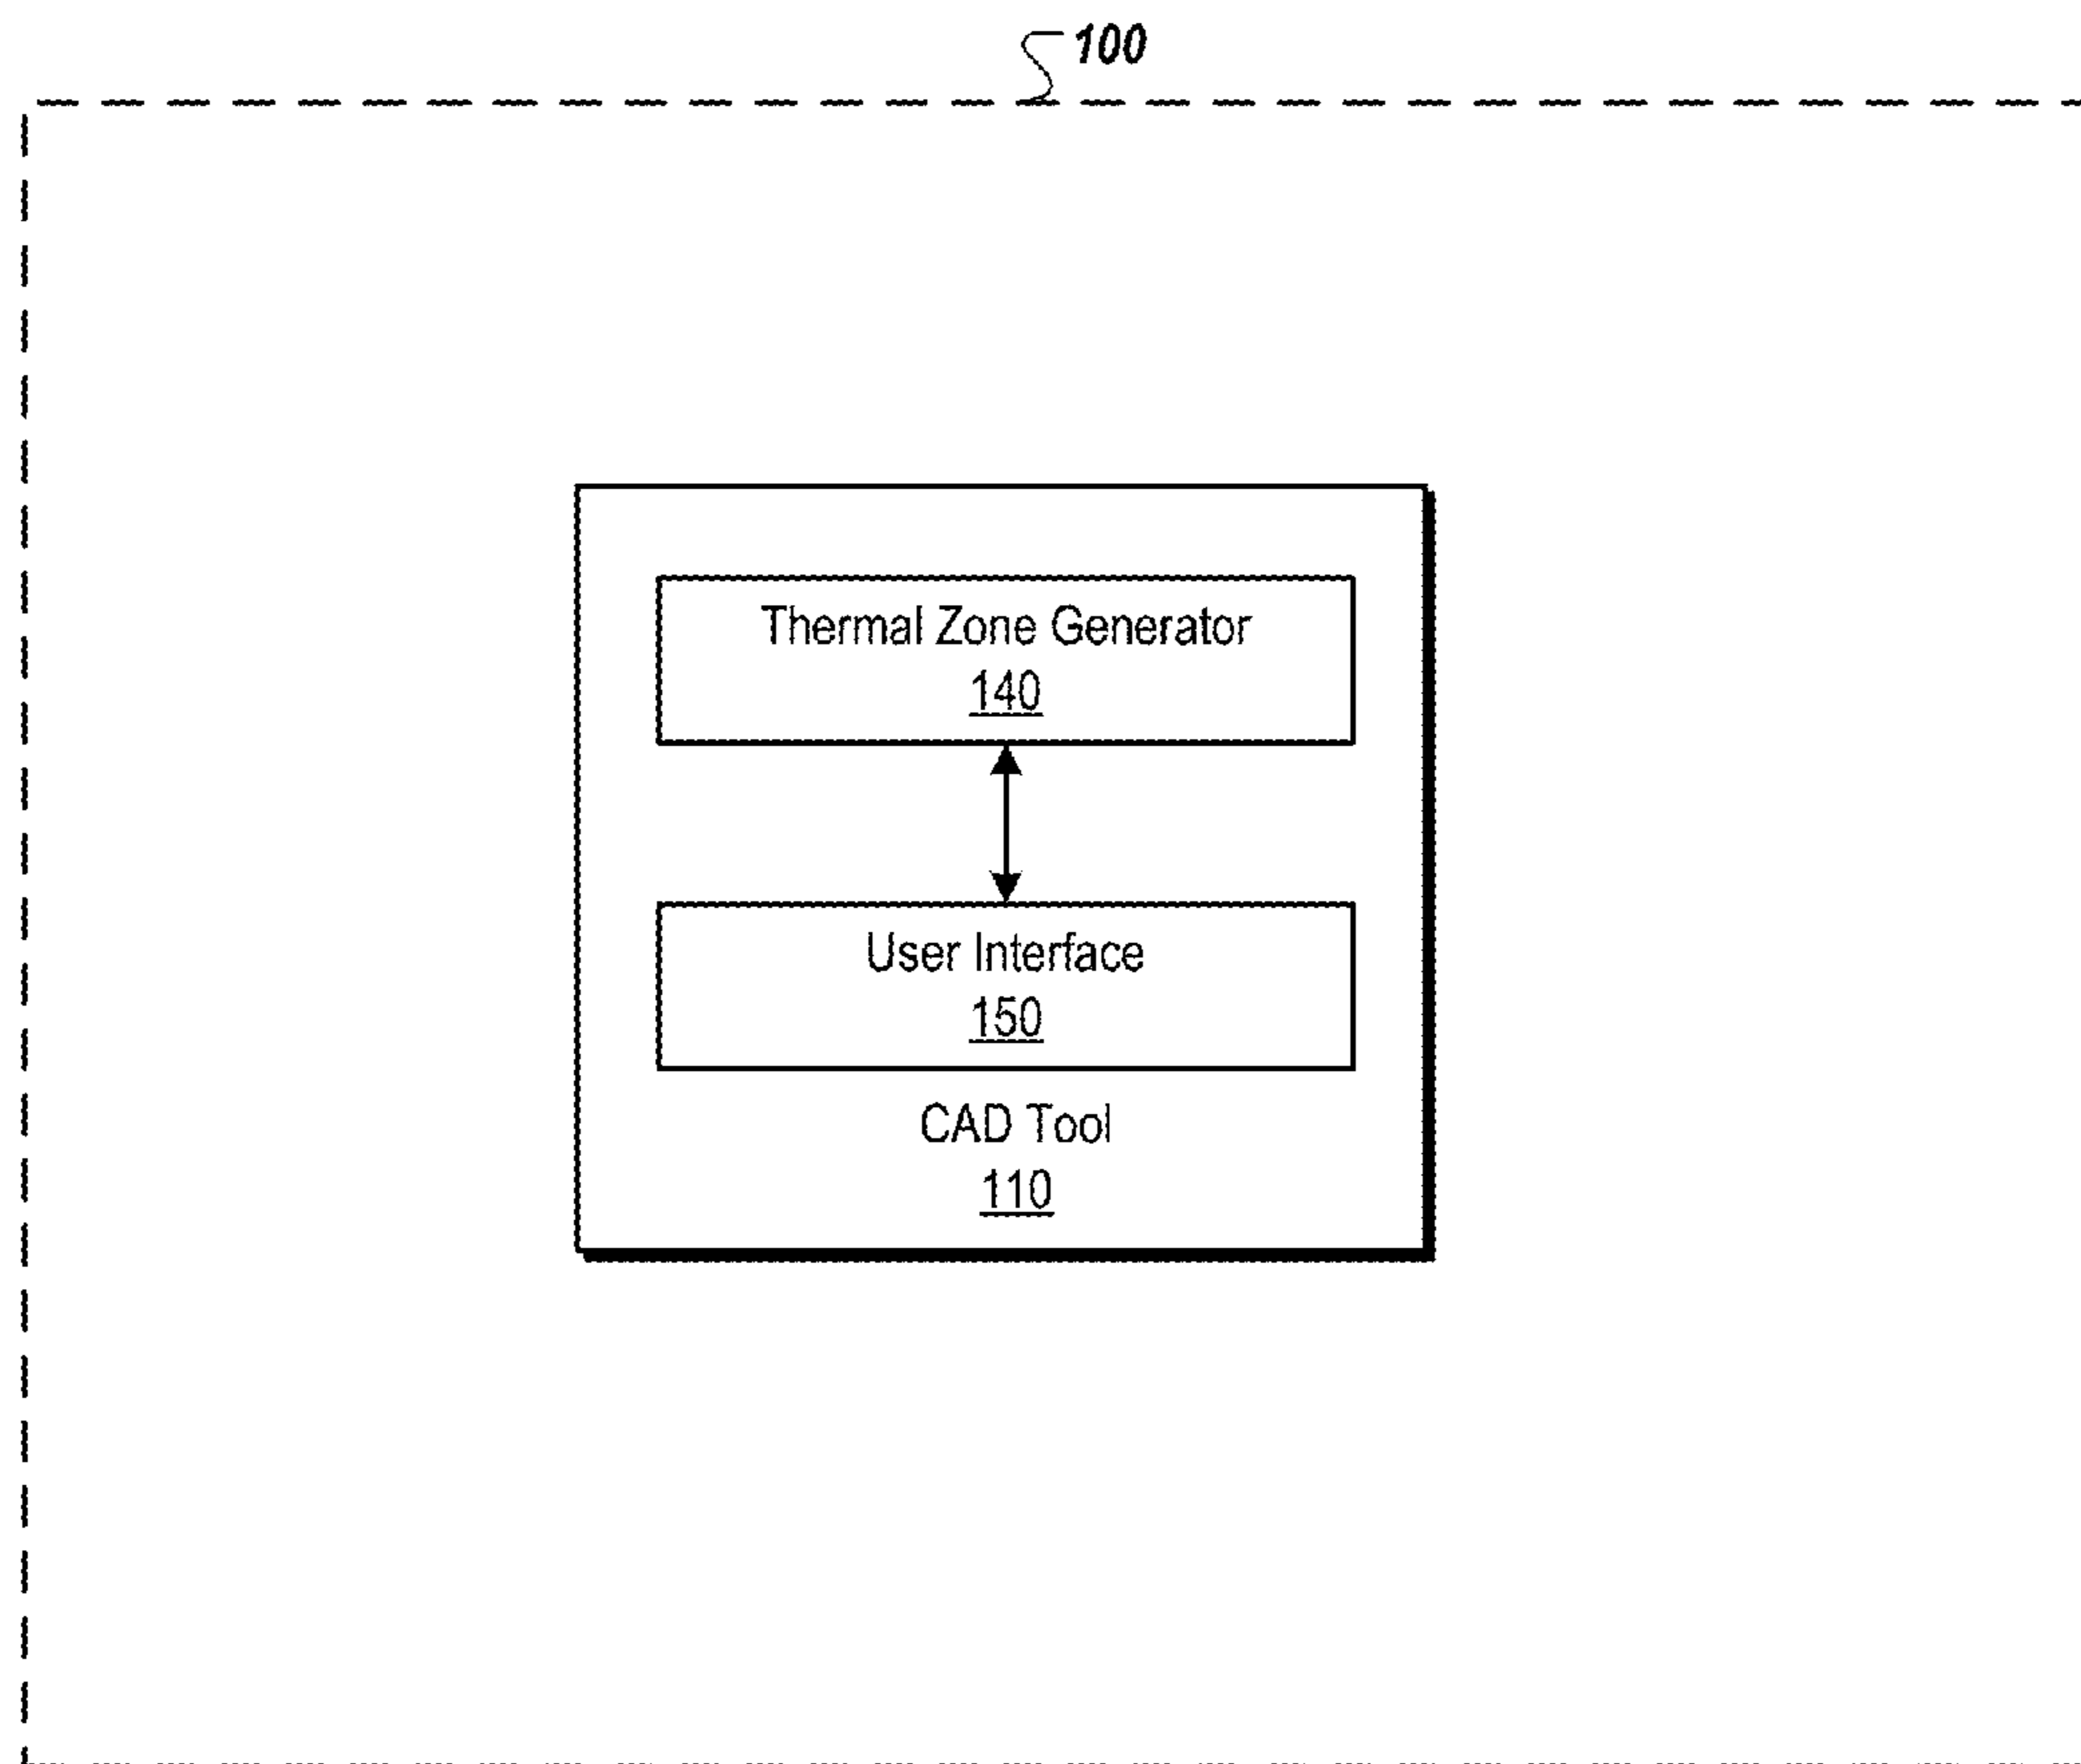 100
Thermal Zone Generator
140
User Interface
150
CAD Tool
110